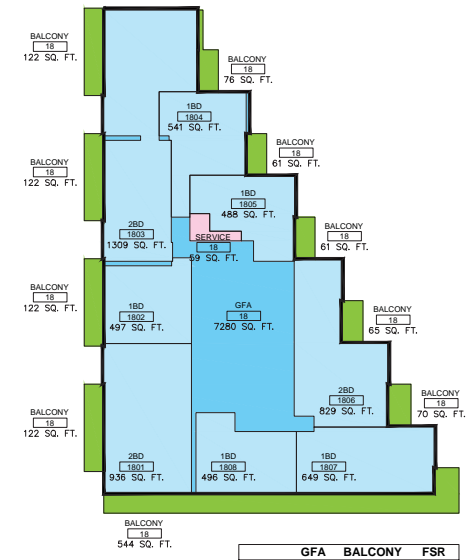 BALCONY
18
122 SQ. FT.
BALCONY
18
76 SQ. FT.
1BD
1804
541 SQ. FT.
BALCONY
18
61 SQ. FT.
BALCONY
18
122 SQ. FT.
1BD
1805
488 SQ. FT.
2BD
1803
1309 SQ. FT.
SERVICE
18
59 SQ. FT.
BALCONY
18
61 SQ. FT.
BALCONY
18
122 SQ. FT.
1BD
1802
497 SQ. FT.
GFA
18
7280 SQ. FT.
BALCONY
18
65 SQ. FT.
BALCONY
18
122 SQ. FT.
2BD
1806
829 SQ. FT.
BALCONY
18
70 SQ. FT.
2BD
1801
936 SQ. FT.
1BD
1808
496 SQ. FT.
1BD
1807
649 SQ. FT.
BALCONY
18
544 SQ. FT.
GFA BALCONY FSR